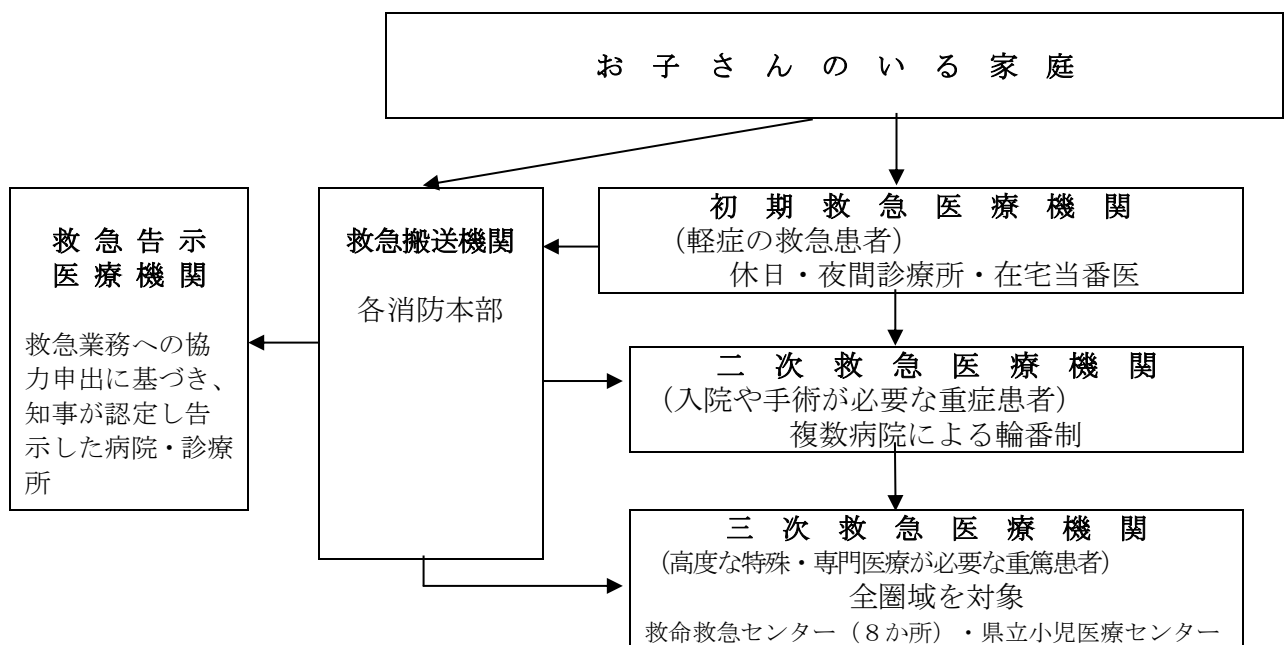 お子さんのいる家庭
救急告示
医療機関
救急業務への協
力申出に基づき、
知事が認定し告
示した病院・診療
所
救急搬送機関
各消防本部
初期救急医療機関
(軽症の救急患者)
休日・夜間診療所・在宅当番医
二次救急医療機関
(入院や手術が必要な重症患者)
複数病院による輪番制
三次救急医療機関
(高度な特殊・専門医療が必要な重篤患者)
全圏域を対象
救命救急センター(8か所)・県立小児医療センター